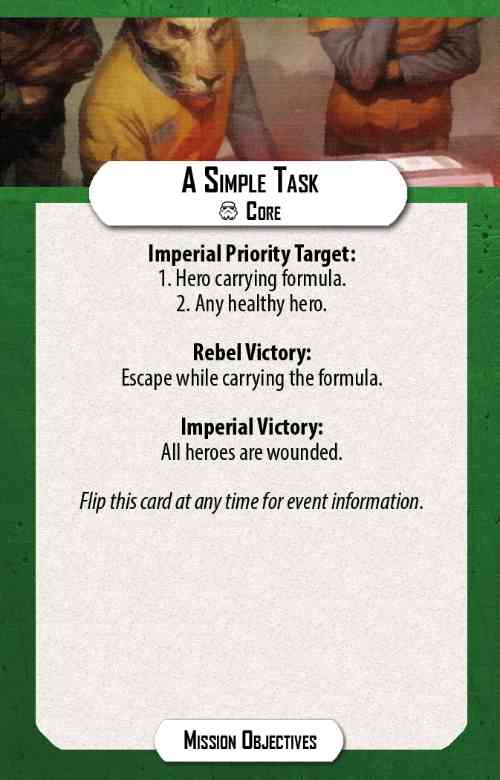 A Simple Task
Core
Imperial Priority Target:
1. Hero carrying formula.
2. Any healthy hero.
Rebel Victory:
Escape while carrying the formula.
Imperial Victory:
All heroes are wounded.
Flip this card at any time for event information.
Mission Objectives